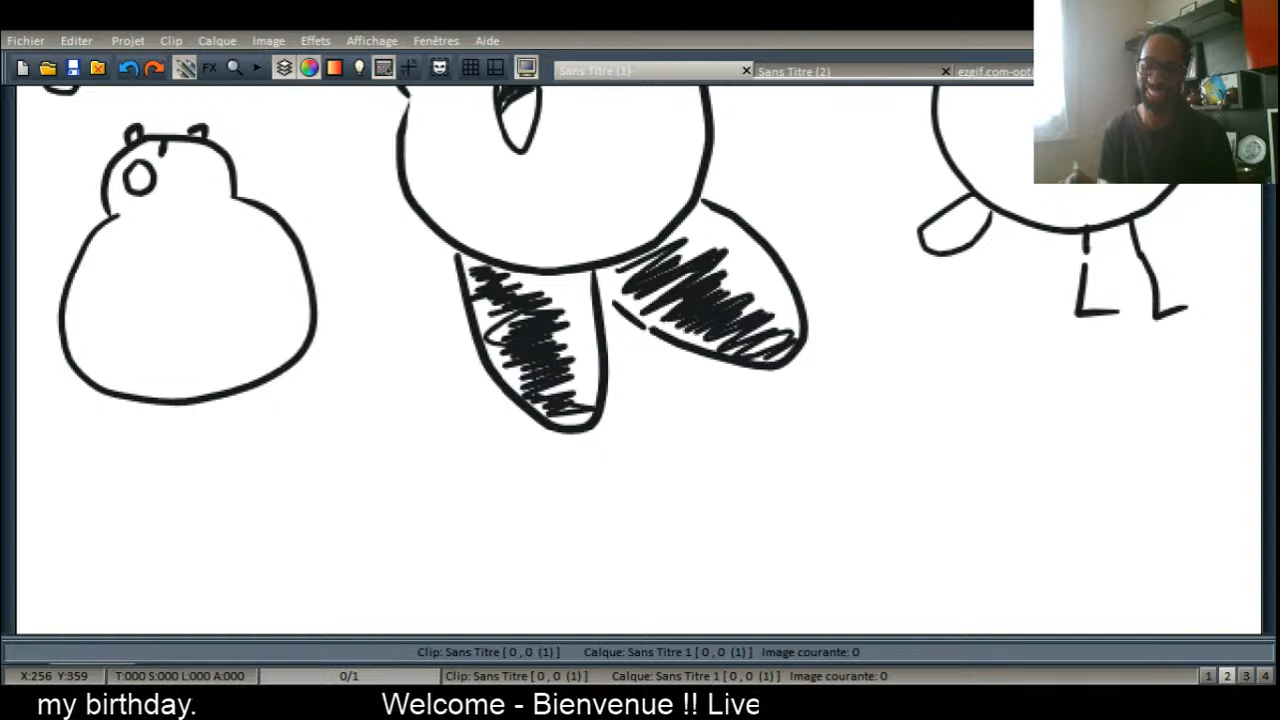 Fichier Editer Projet Clip Calque Image Effets Affichage Fenêtres Aide
FX Sans Titre (1) Sans Titre (2) ezgif.com-opti
Clip: Sans Titre [ 0 , 0 (1) ] Calque: Sans Titre 1 [ 0 , 0 (1) ] Image courante: 0
X:256 Y:359 T:000 S:000 L:000 A:000 0/1 Clip: Sans Titre [ 0 , 0 (1) ] Calque: Sans Titre 1 [ 0 , 0 (1) ] Image courante: 0 1 2 3 4
my birthday. Welcome - Bienvenue !! Live